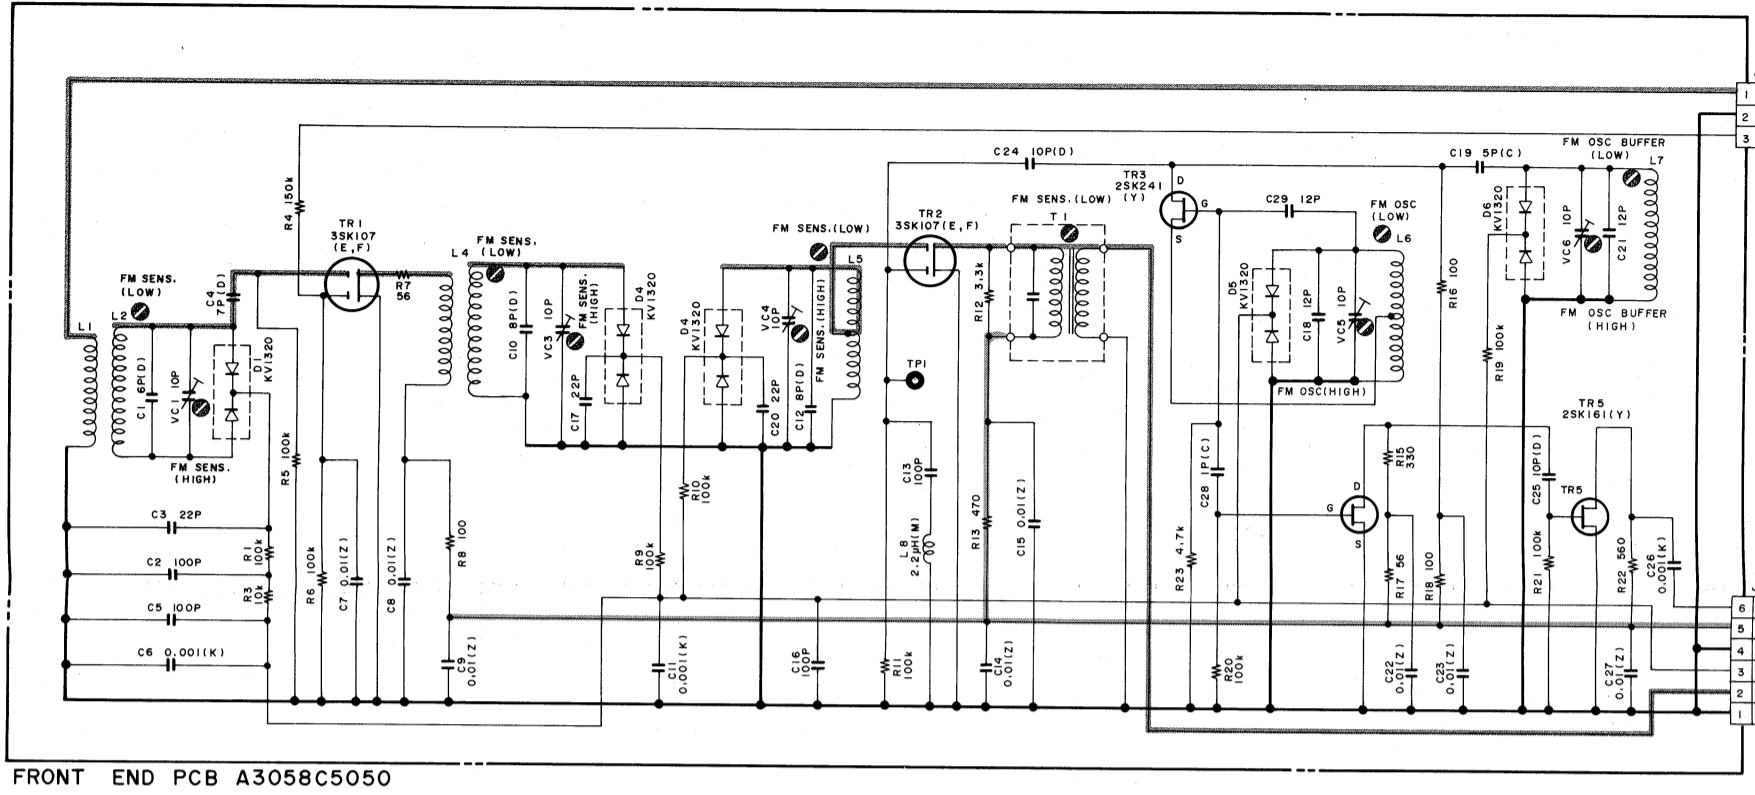 1
2
3
C24 10P(D)
C19 5P(C)
FM OSC BUFFER
(LOW)
L7
R4 150k
TR1
3SK107
(E,F)
FM SENS.
(LOW)
L4
FM SENS.(LOW)
TR2
3SK107(E,F)
FM SENS.(LOW)
T1
TR3
2SK241
(Y)
D
G
S
C29 12P
FM OSC
(LOW)
L6
D6
KV1320
VC6 10P
C21 12P
FM OSC BUFFER
(HIGH)
FM SENS.
(LOW)
C4
7P(D)
R7
56
L1
L2
C1 6P(D)
VC1 10P
D1
KV1320
FM SENS.
(HIGH)
C10 8P(D)
VC3 10P
FM SENS.
(HIGH)
D4
KV1320
C17 22P
D4
KV1320
VC4
10P
FM SENS.(HIGH)
L5
C20 22P
C12 8P(D)
R12 3.3k
TP1
D5
KV1320
C18 12P
VC5 10P
FM OSC(HIGH)
R16 100
R19 100k
TR5
2SK161(Y)
R5 100k
R10
100k
C13
100P
L8
2.2μH(M)
R13 470
C15 0.01(Z)
C28 1P(C)
R23 4.7k
R15
330
D
G
S
C25 10P(D)
TR5
C3 22P
R1
100k
C2 100P
R3
10k
C5 100P
C6 0.001(K)
R6 100k
C7 0.01(Z)
C8 0.01(Z)
R8 100
R9
100k
R17 56
R18 100
R21 100k
R22 560
C26
0.001(K)
C9
0.01(Z)
C11
0.001(K)
C16
100P
R11
100k
C14
0.01(Z)
R20
100k
C22
0.01(Z)
C23
0.01(Z)
C27
0.01(Z)
6
5
4
3
2
1
FRONT END PCB A3058C5050